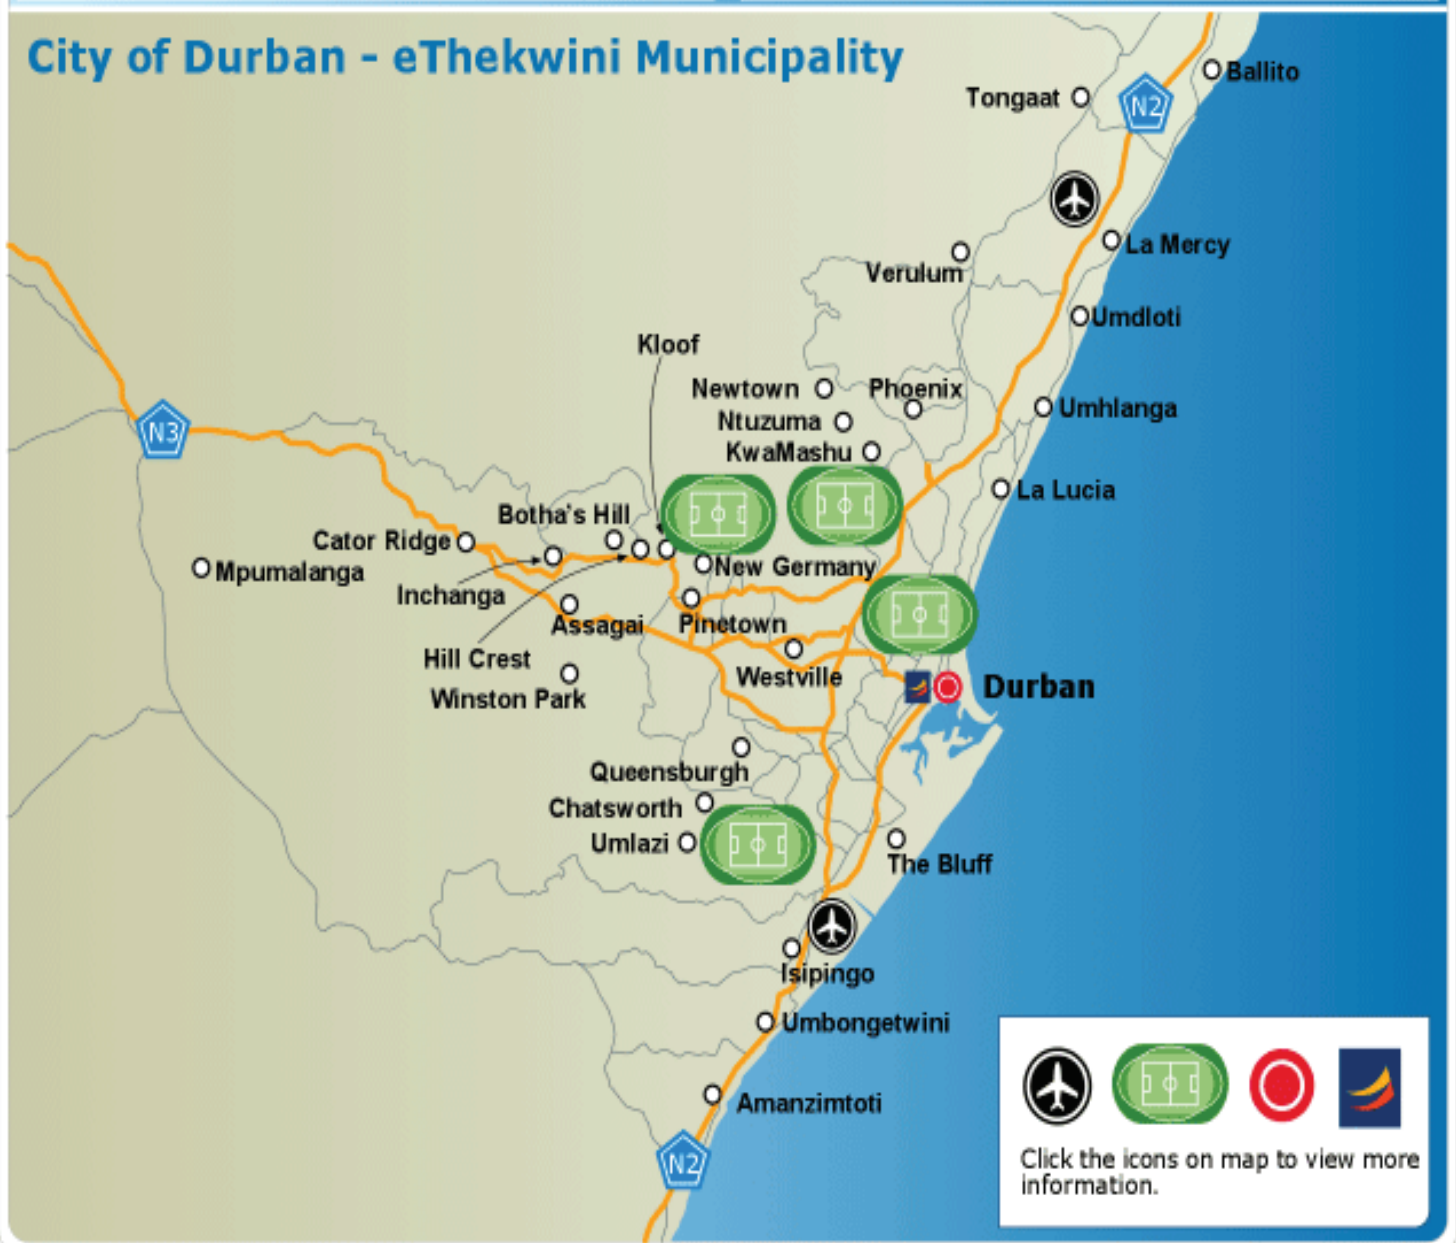 City of Durban - eThekwini Municipality
Ballito
Tongaat
N2
La Mercy
Verulum
Umdloti
Kloof
Newtown
Phoenix
Umhlanga
Ntuzuma
N3
KwaMashu
La Lucia
Botha's Hill
Cator Ridge
Mpumalanga
New Germany
Inchanga
Assagai
Pinetown
Hill Crest
Westville
Durban
Winston Park
Queensburgh
Chatsworth
Umlazi
The Bluff
Isipingo
Umbongetwini
Amanzimtoti
N2
Click the icons on map to view more
information.